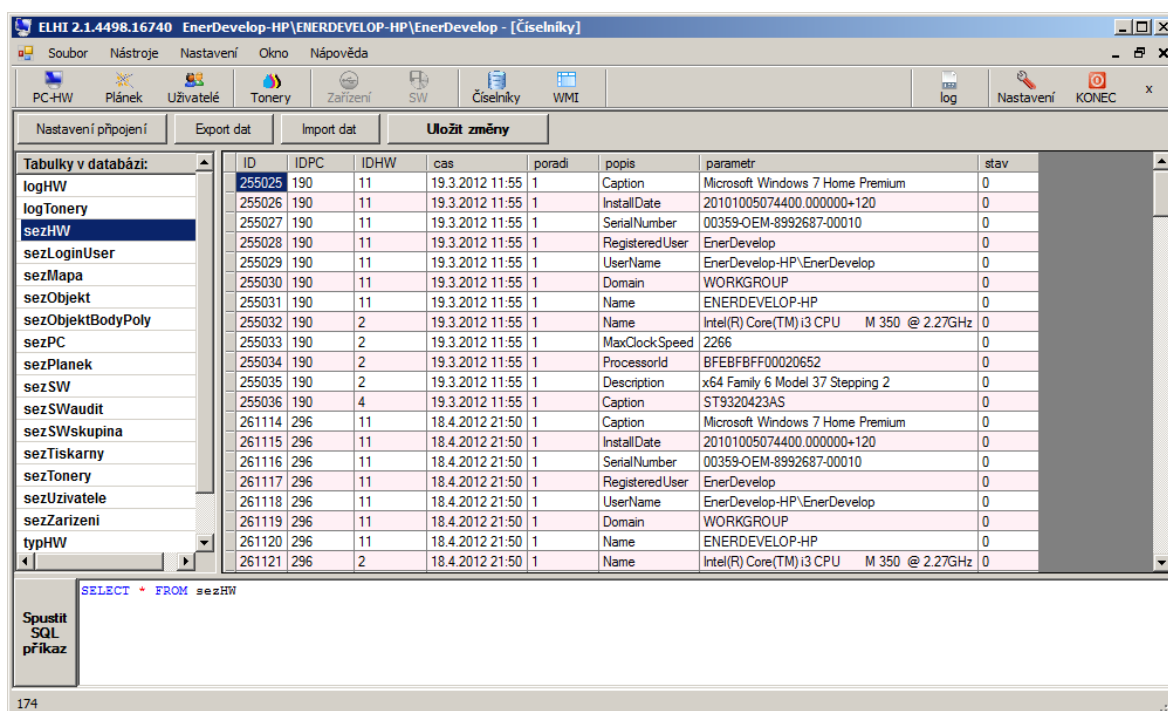 ELHI 2.1.4498.16740 EnerDevelop-HP\ENERDEVELOP-HP\EnerDevelop - [Číselníky]
Soubor Nástroje Nastavení Okno Nápověda
PC-HW Plánek Uživatelé Tonery Zařízení SW Číselníky WMI log Nastavení KONEC x
Nastavení připojení Export dat Import dat Uložit změny
Tabulky v databázi:
logHW
logTonery
sezHW
sezLoginUser
sezMapa
sezObjekt
sezObjektBodyPoly
sezPC
sezPlanek
sezSW
sezSWaudit
sezSWskupina
sezTiskarny
sezTonery
sezUzivatele
sezZarizeni
typHW
ID IDPC IDHW cas poradi popis parametr stav
255025 190 11 19.3.2012 11:55 1 Caption Microsoft Windows 7 Home Premium 0
255026 190 11 19.3.2012 11:55 1 InstallDate 20101005074400.000000+120 0
255027 190 11 19.3.2012 11:55 1 SerialNumber 00359-OEM-8992687-00010 0
255028 190 11 19.3.2012 11:55 1 RegisteredUser EnerDevelop 0
255029 190 11 19.3.2012 11:55 1 UserName EnerDevelop-HP\EnerDevelop 0
255030 190 11 19.3.2012 11:55 1 Domain WORKGROUP 0
255031 190 11 19.3.2012 11:55 1 Name ENERDEVELOP-HP 0
255032 190 2 19.3.2012 11:55 1 Name Intel(R) Core(TM) i3 CPU M 350 @ 2.27GHz 0
255033 190 2 19.3.2012 11:55 1 MaxClockSpeed 2266 0
255034 190 2 19.3.2012 11:55 1 ProcessorId BFEBFBFF00020652 0
255035 190 2 19.3.2012 11:55 1 Description x64 Family 6 Model 37 Stepping 2 0
255036 190 4 19.3.2012 11:55 1 Caption ST9320423AS 0
261114 296 11 18.4.2012 21:50 1 Caption Microsoft Windows 7 Home Premium 0
261115 296 11 18.4.2012 21:50 1 InstallDate 20101005074400.000000+120 0
261116 296 11 18.4.2012 21:50 1 SerialNumber 00359-OEM-8992687-00010 0
261117 296 11 18.4.2012 21:50 1 RegisteredUser EnerDevelop 0
261118 296 11 18.4.2012 21:50 1 UserName EnerDevelop-HP\EnerDevelop 0
261119 296 11 18.4.2012 21:50 1 Domain WORKGROUP 0
261120 296 11 18.4.2012 21:50 1 Name ENERDEVELOP-HP 0
261121 296 2 18.4.2012 21:50 1 Name Intel(R) Core(TM) i3 CPU M 350 @ 2.27GHz 0
Spustit
SQL
příkaz
SELECT * FROM sezHW
174